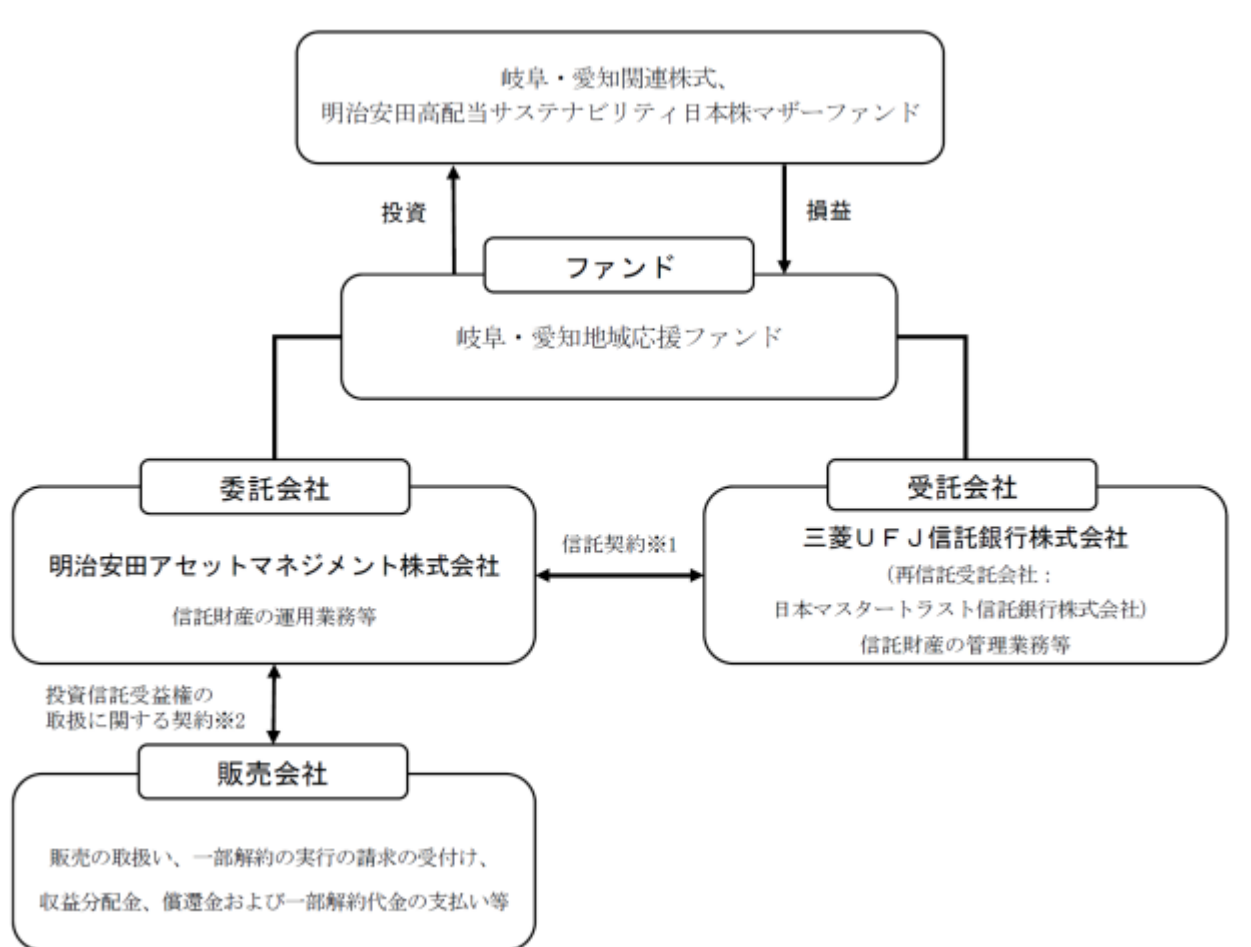 岐阜・愛知関連株式、
明治安田高配当サステナビリティ日本株マザーファンド
投資
損益
ファンド
岐阜・愛知地域応援ファンド
委託会社
明治安田アセットマネジメント株式会社
信託財産の運用業務等
信託契約※1
受託会社
三菱UFJ信託銀行株式会社
(再信託受託会社:
日本マスタートラスト信託銀行株式会社)
信託財産の管理業務等
投資信託受益権の
取扱に関する契約※2
販売会社
販売の取扱い、一部解約の実行の請求の受付け、
収益分配金、償還金および一部解約代金の支払い等